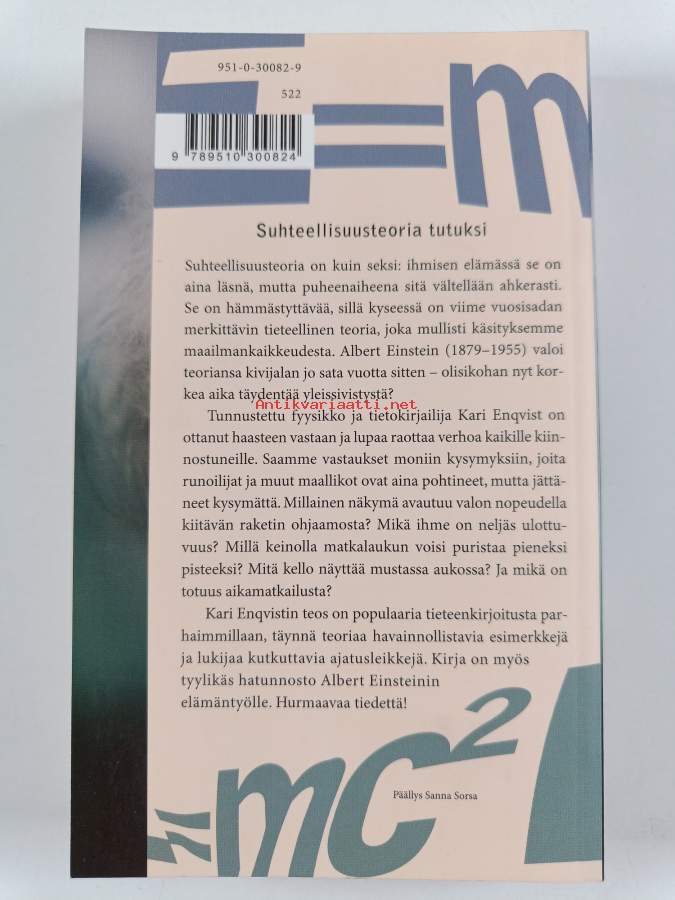 951-0-30082-9
522
9 789510 300824
=m
Suhteellisuusteoria tutuksi
Suhteellisuusteoria on kuin seksi: ihmisen elämässä se on
aina läsnä, mutta puheenaiheena sitä vältellään ahkerasti.
Se on hämmästyttävää, sillä kyseessä on viime vuosisadan
merkittävin tieteellinen teoria, joka mullisti käsityksemme
maailmankaikkeudesta. Albert Einstein (1879–1955) valoi
teoriansa kivijalan jo sata vuotta sitten – olisikohan nyt kor-
kea aika täydentää yleissivistystä?
Antikvariaatti.net
Tunnustettu fyysikko ja tietokirjailija Kari Enqvist on
ottanut haasteen vastaan ja lupaa raottaa verhoa kaikille kiin-
nostuneille. Saamme vastaukset moniin kysymyksiin, joita
runoilijat ja muut maallikot ovat aina pohtineet, mutta jättä-
neet kysymättä. Millainen näkymä avautuu valon nopeudella
kiitävän raketin ohjaamosta? Mikä ihme on neljäs ulottu-
vuus? Millä keinolla matkalaukun voisi puristaa pieneksi
pisteeksi? Mitä kello näyttää mustassa aukossa? Ja mikä on
totuus aikamatkailusta?
Kari Enqvistin teos on populaaria tieteenkirjoitusta par-
haimmillaan, täynnä teoriaa havainnollistavia esimerkkejä
ja lukijaa kutkuttavia ajatusleikkejä. Kirja on myös
tyylikäs hatunnosto Albert Einsteinin
elämäntyölle. Hurmaavaa tiedettä!
=mc²
Päällys Sanna Sorsa